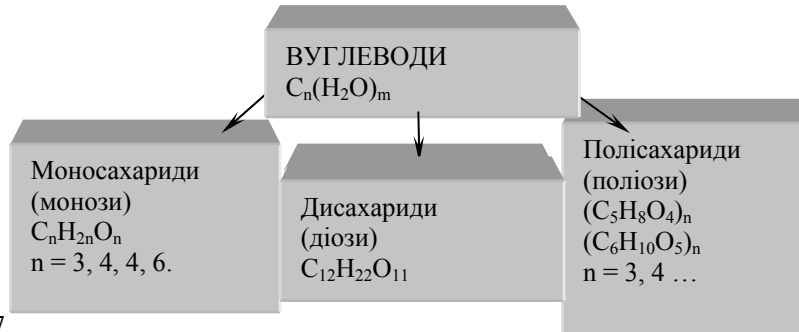 ВУГЛЕВОДИ
Cₙ(H₂O)ₘ
Моносахариди
(монози)
CₙH₂ₙOₙ
n = 3, 4, 4, 6.
Дисахариди
(діози)
C₁₂H₂₂O₁₁
Полісахариди
(поліози)
(C₅H₈O₄)ₙ
(C₆H₁₀O₅)ₙ
n = 3, 4 …
7